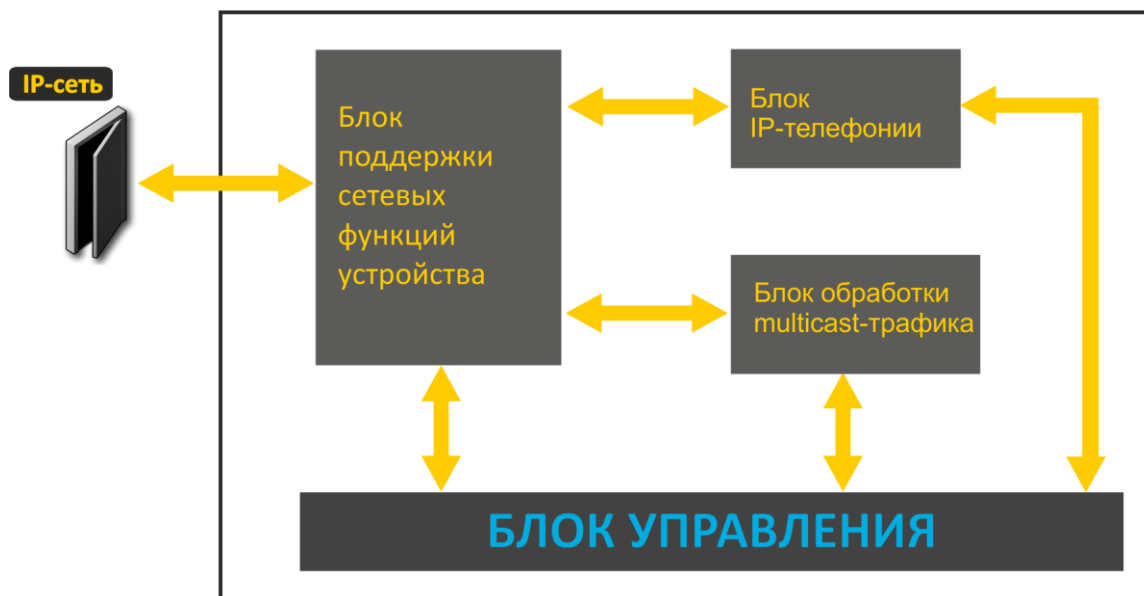 IP-сеть
Блок
поддержки
сетевых
функций
устройства
Блок
IP-телефонии
Блок обработки
multicast-трафика
БЛОК УПРАВЛЕНИЯ